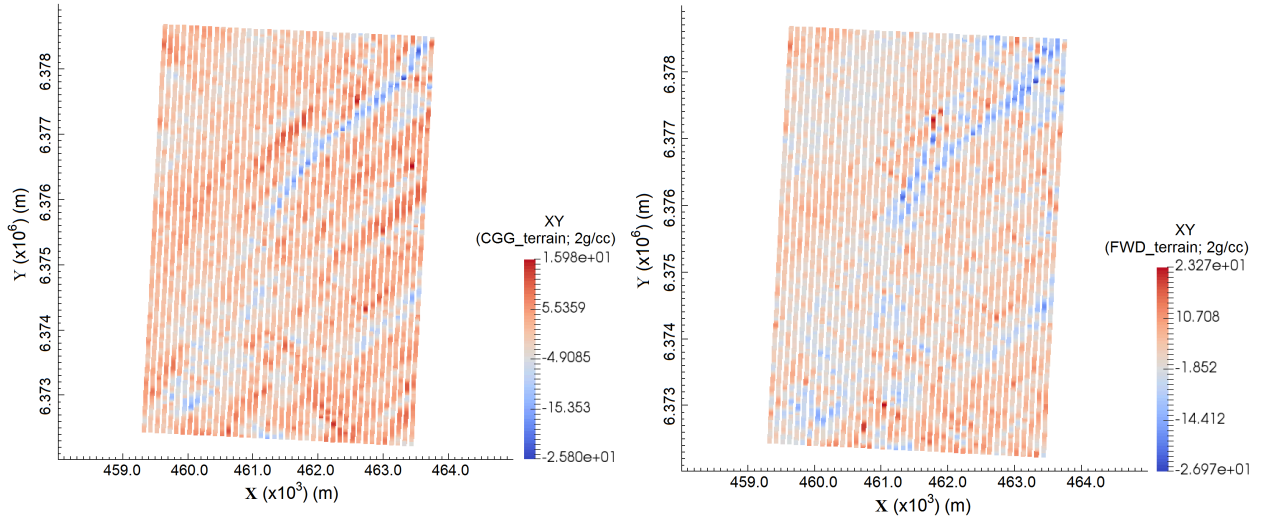 6.378
6.377
6.376
6.375
6.374
6.373
Y (x10⁶) (m)
459.0 460.0 461.0 462.0 463.0 464.0
X (x10³) (m)
XY
(CGG_terrain; 2g/cc)
1.598e+01
5.5359
-4.9085
-15.353
-2.580e+01
6.378
6.377
6.376
6.375
6.374
6.373
Y (x10⁶) (m)
459.0 460.0 461.0 462.0 463.0 464.0
X (x10³) (m)
XY
(FWD_terrain; 2g/cc)
2.327e+01
10.708
-1.852
-14.412
-2.697e+01